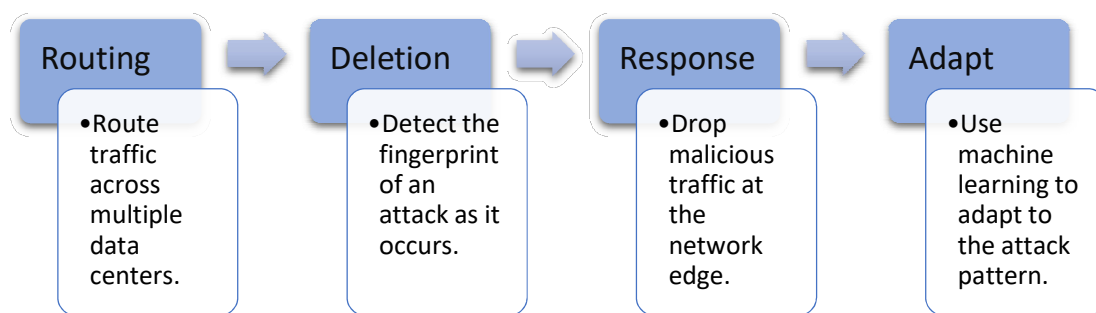 Routing
•Route
traffic
across
multiple
data
centers.
Deletion
•Detect the
fingerprint
of an
attack as it
occurs.
Response
•Drop
malicious
traffic at
the
network
edge.
Adapt
•Use
machine
learning to
adapt to
the attack
pattern.